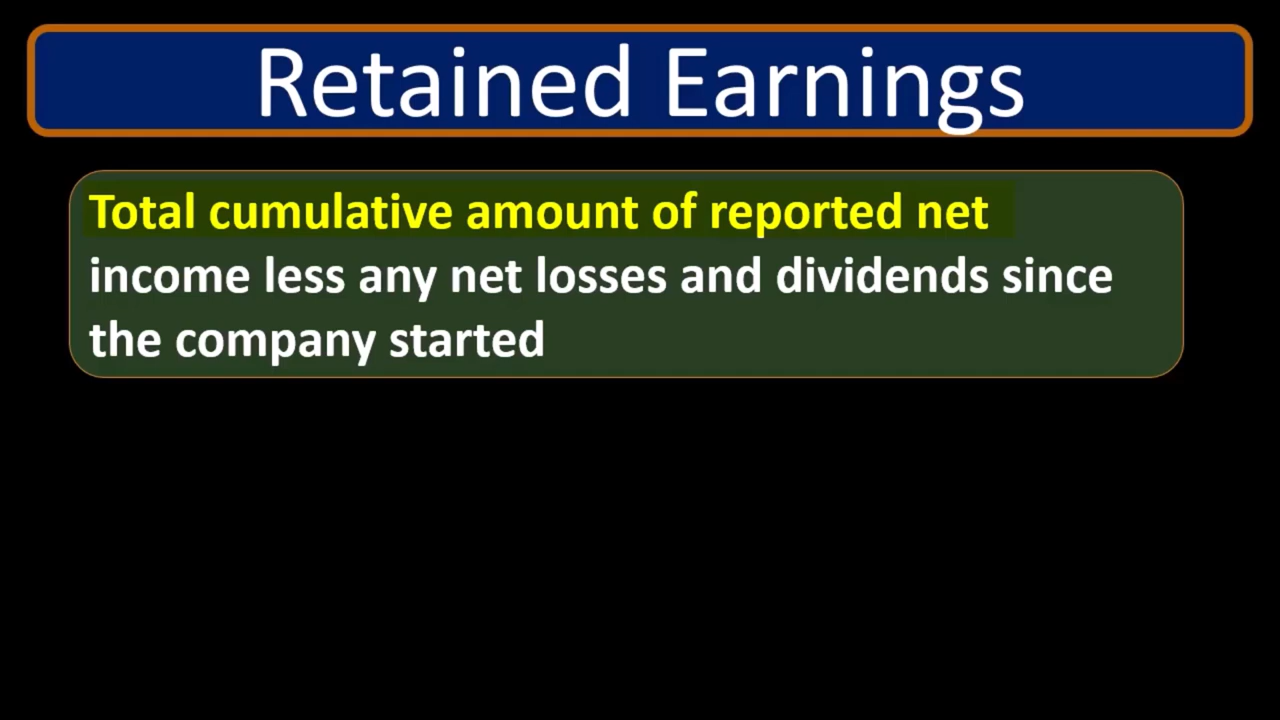 Retained Earnings
Total cumulative amount of reported net
income less any net losses and dividends since
the company started